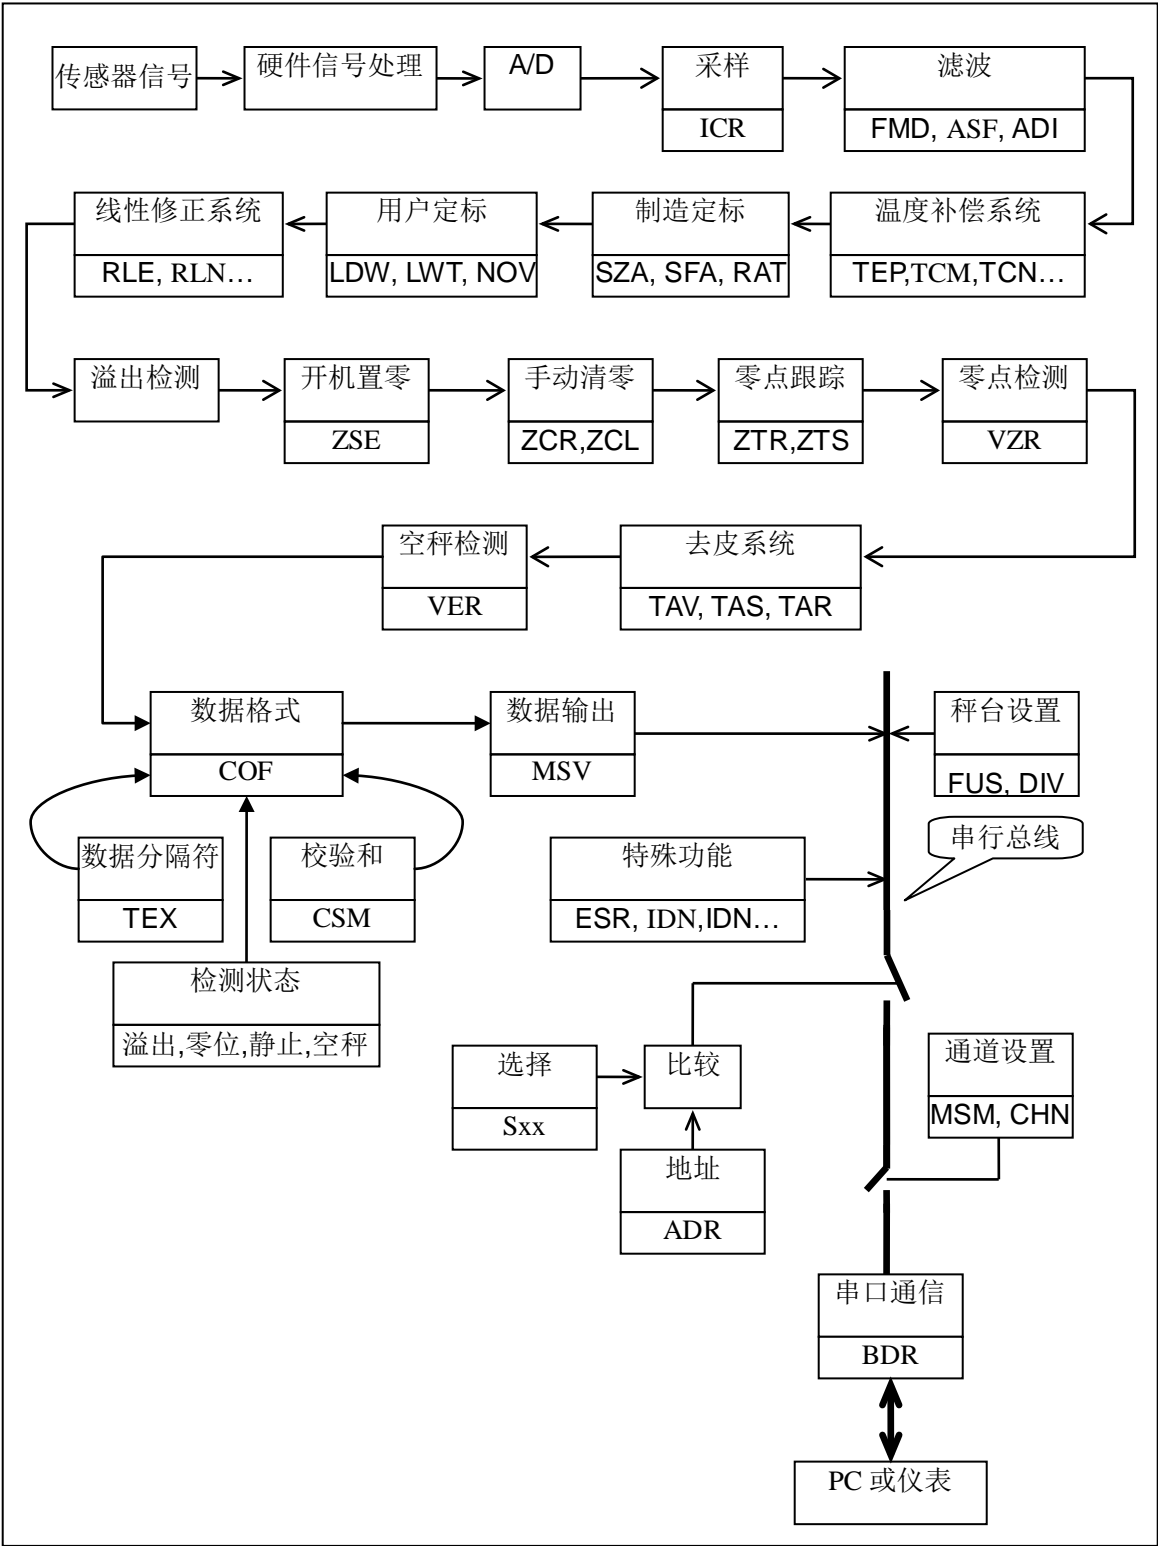 传感器信号
硬件信号处理
A/D
采样
ICR
滤波
FMD, ASF, ADI
线性修正系统
RLE, RLN…
用户定标
LDW, LWT, NOV
制造定标
SZA, SFA, RAT
温度补偿系统
TEP,TCM,TCN…
溢出检测
开机置零
ZSE
手动清零
ZCR,ZCL
零点跟踪
ZTR,ZTS
零点检测
VZR
空秤检测
VER
去皮系统
TAV, TAS, TAR
数据格式
COF
数据输出
MSV
秤台设置
FUS, DIV
串行总线
数据分隔符
TEX
校验和
CSM
特殊功能
ESR, IDN,IDN…
检测状态
溢出,零位,静止,空秤
选择
Sxx
比较
通道设置
MSM, CHN
地址
ADR
串口通信
BDR
PC 或仪表